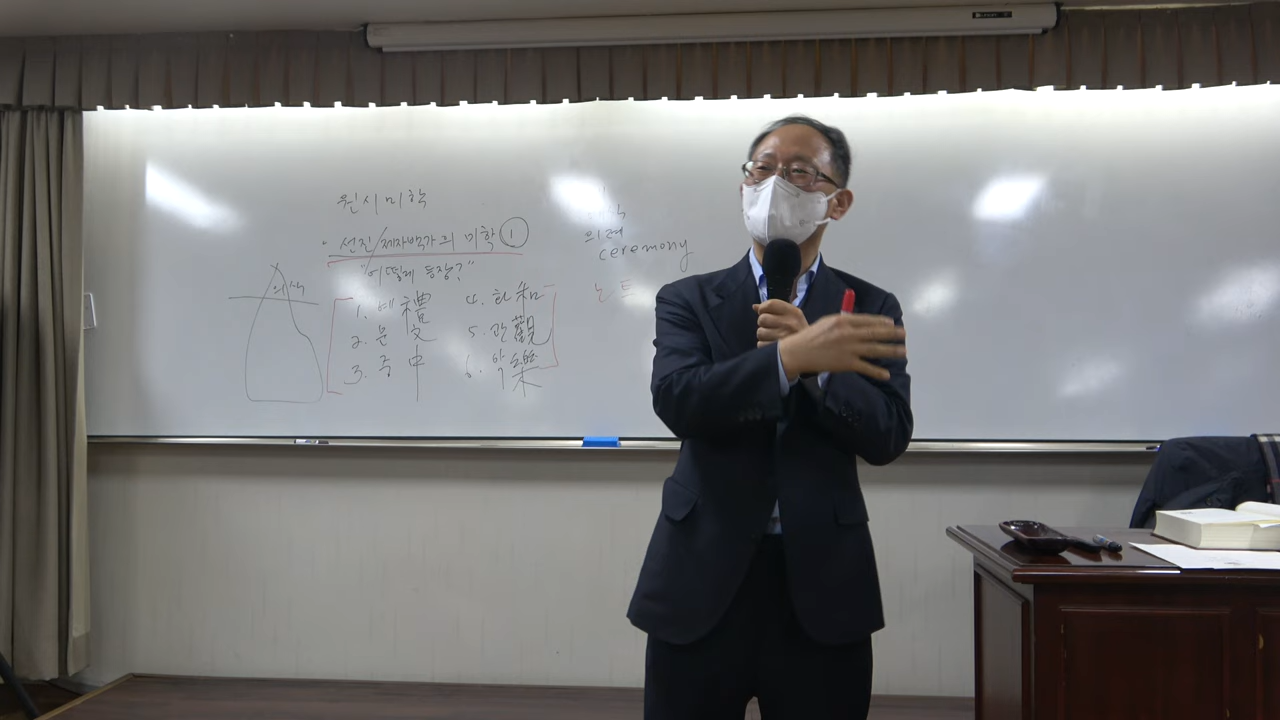 원시미학
선진/제자백가의 미학 ①
"어떻게 등장?"
의식
1. 예 禮
2. 문 文
3. 중 中
4. 화 和
5. 관 觀
6. 악 樂
의례
ceremony
노트